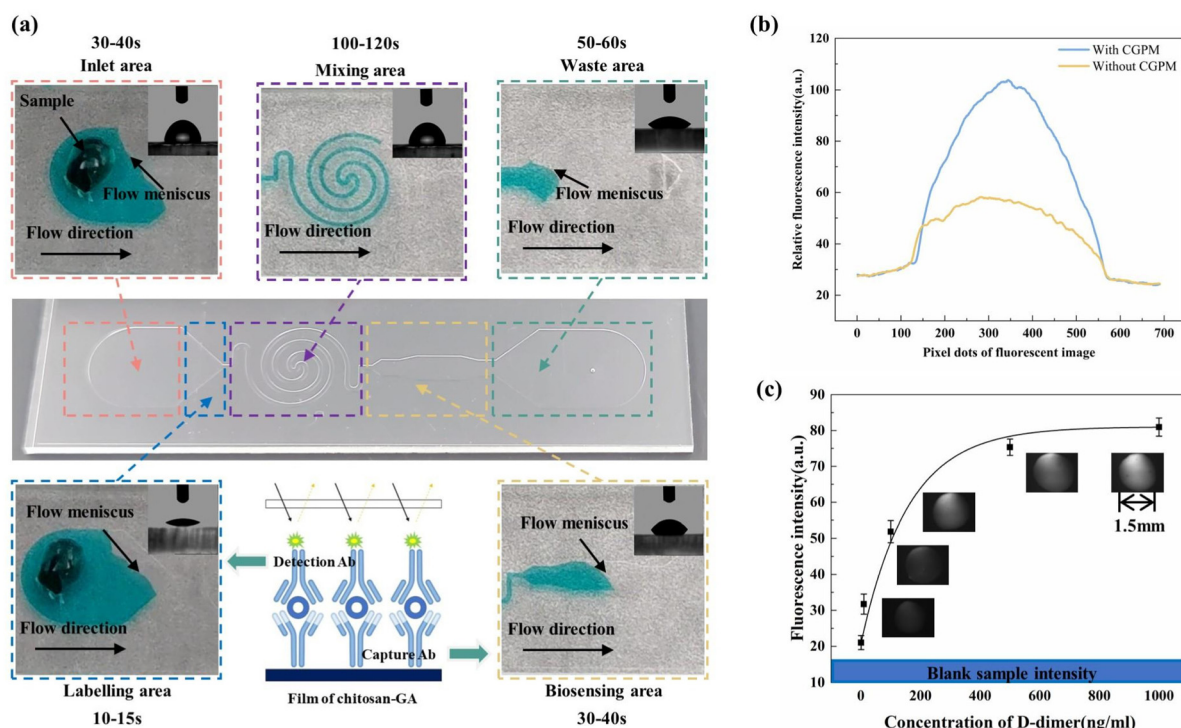 (a)
30-40s
Inlet area
100-120s
Mixing area
50-60s
Waste area
Sample
Flow meniscus
Flow direction
Flow direction
Flow meniscus
Flow direction
Flow meniscus
Flow direction
Labelling area
10-15s
Detection Ab
Capture Ab
Film of chitosan-GA
Flow meniscus
Flow direction
Biosensing area
30-40s
(b)
Relative fluorescence intensity(a.u.)
120
100
80
60
40
20
With CGPM
Without CGPM
0 100 200 300 400 500 600 700
Pixel dots of fluorescent image
(c)
Fluorescence intensity(a.u.)
90
80
70
60
50
40
30
20
10
1.5mm
Blank sample intensity
0 200 400 600 800 1000
Concentration of D-dimer(ng/ml)